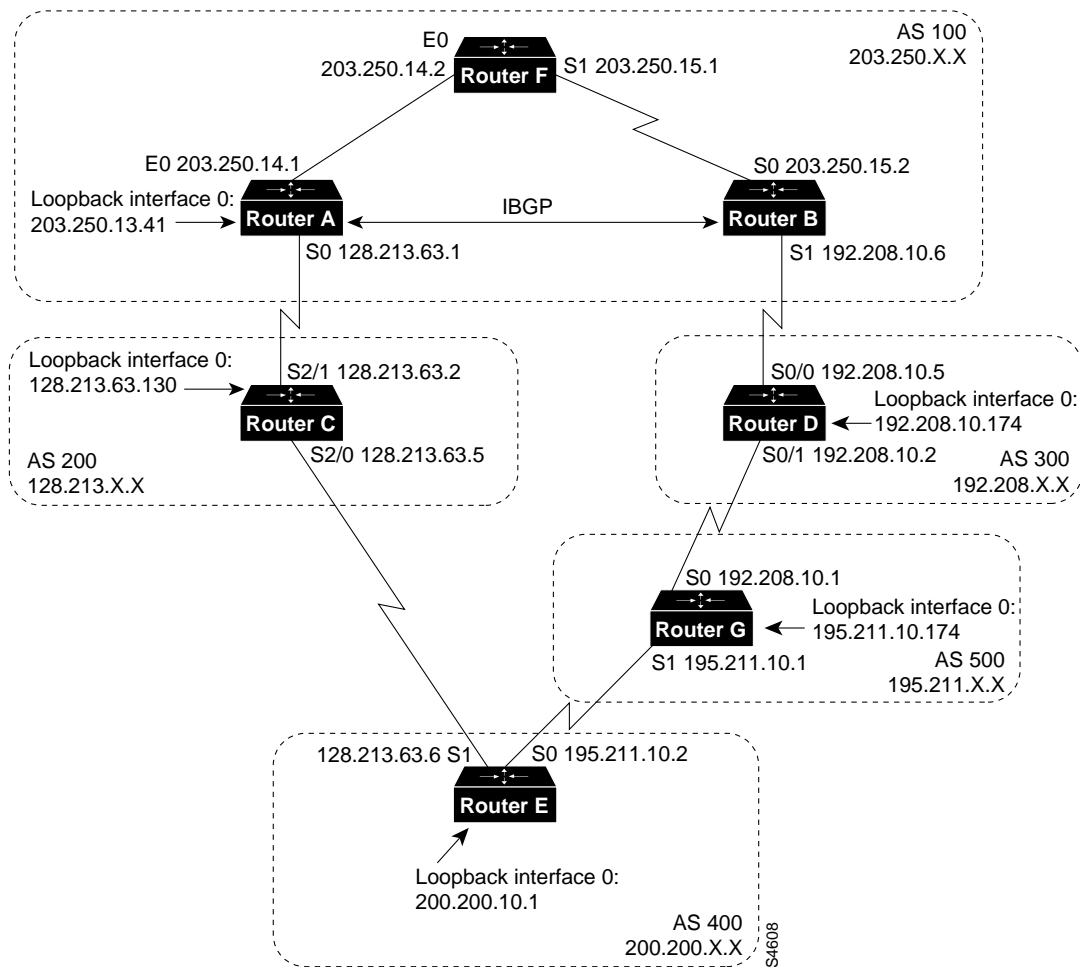 AS 100
203.250.X.X
E0
203.250.14.2
Router F
S1 203.250.15.1
E0 203.250.14.1
S0 203.250.15.2
Loopback interface 0:
203.250.13.41
Router A
IBGP
Router B
S0 128.213.63.1
S1 192.208.10.6
Loopback interface 0:
128.213.63.130
S2/1 128.213.63.2
Router C
S2/0 128.213.63.5
AS 200
128.213.X.X
S0/0 192.208.10.5
Loopback interface 0:
192.208.10.174
Router D
S0/1 192.208.10.2
AS 300
192.208.X.X
S0 192.208.10.1
Loopback interface 0:
195.211.10.174
Router G
S1 195.211.10.1
AS 500
195.211.X.X
128.213.63.6 S1
S0 195.211.10.2
Router E
Loopback interface 0:
200.200.10.1
AS 400
200.200.X.X
S4608